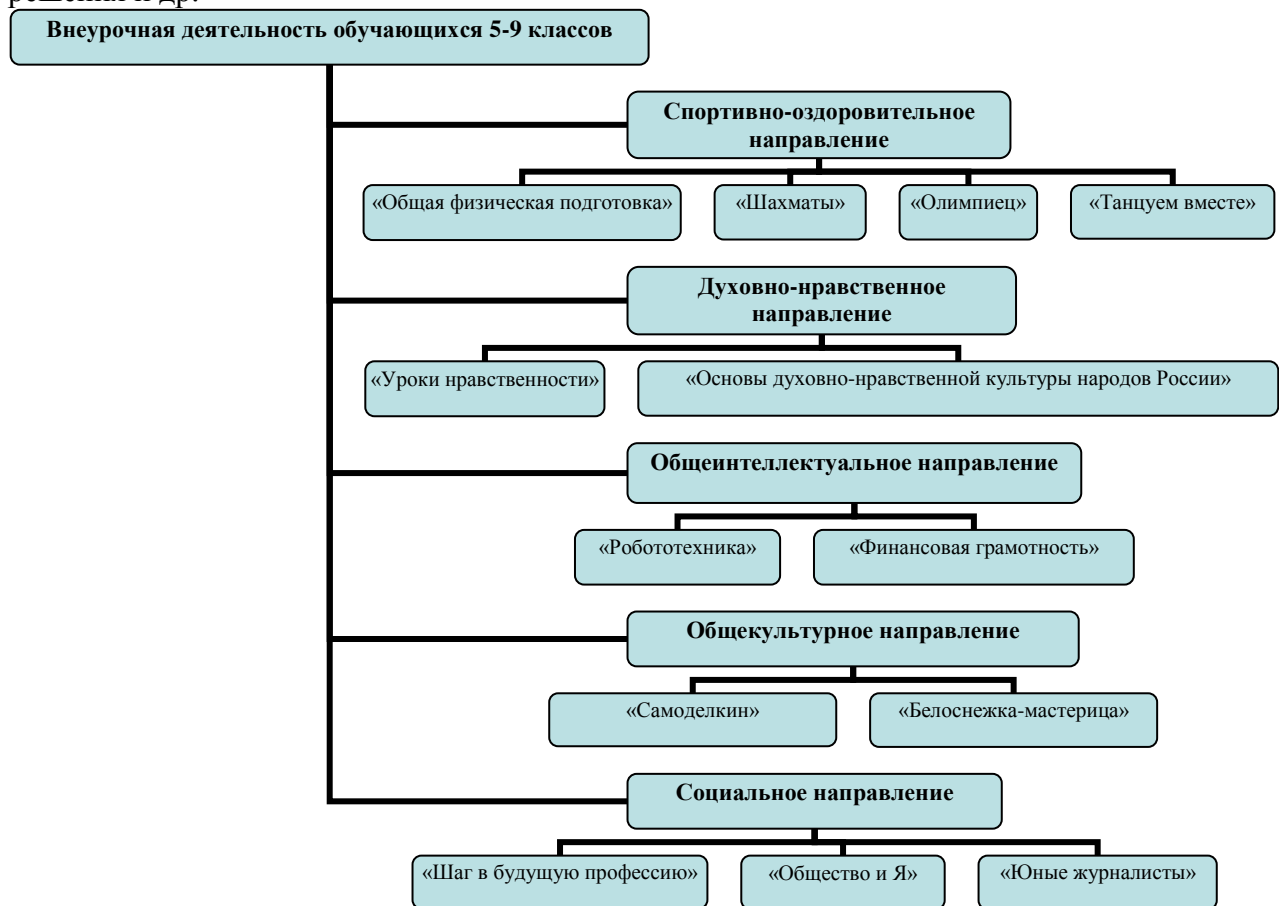 решения и др.
Внеурочная деятельность обучающихся 5-9 классов
Спортивно-оздоровительное
направление
«Общая физическая подготовка»
«Шахматы»
«Олимпиец»
«Танцуем вместе»
Духовно-нравственное
направление
«Уроки нравственности»
«Основы духовно-нравственной культуры народов России»
Общеинтеллектуальное направление
«Робототехника»
«Финансовая грамотность»
Общекультурное направление
«Самоделкин»
«Белоснежка-мастерица»
Социальное направление
«Шаг в будущую профессию»
«Общество и Я»
«Юные журналисты»